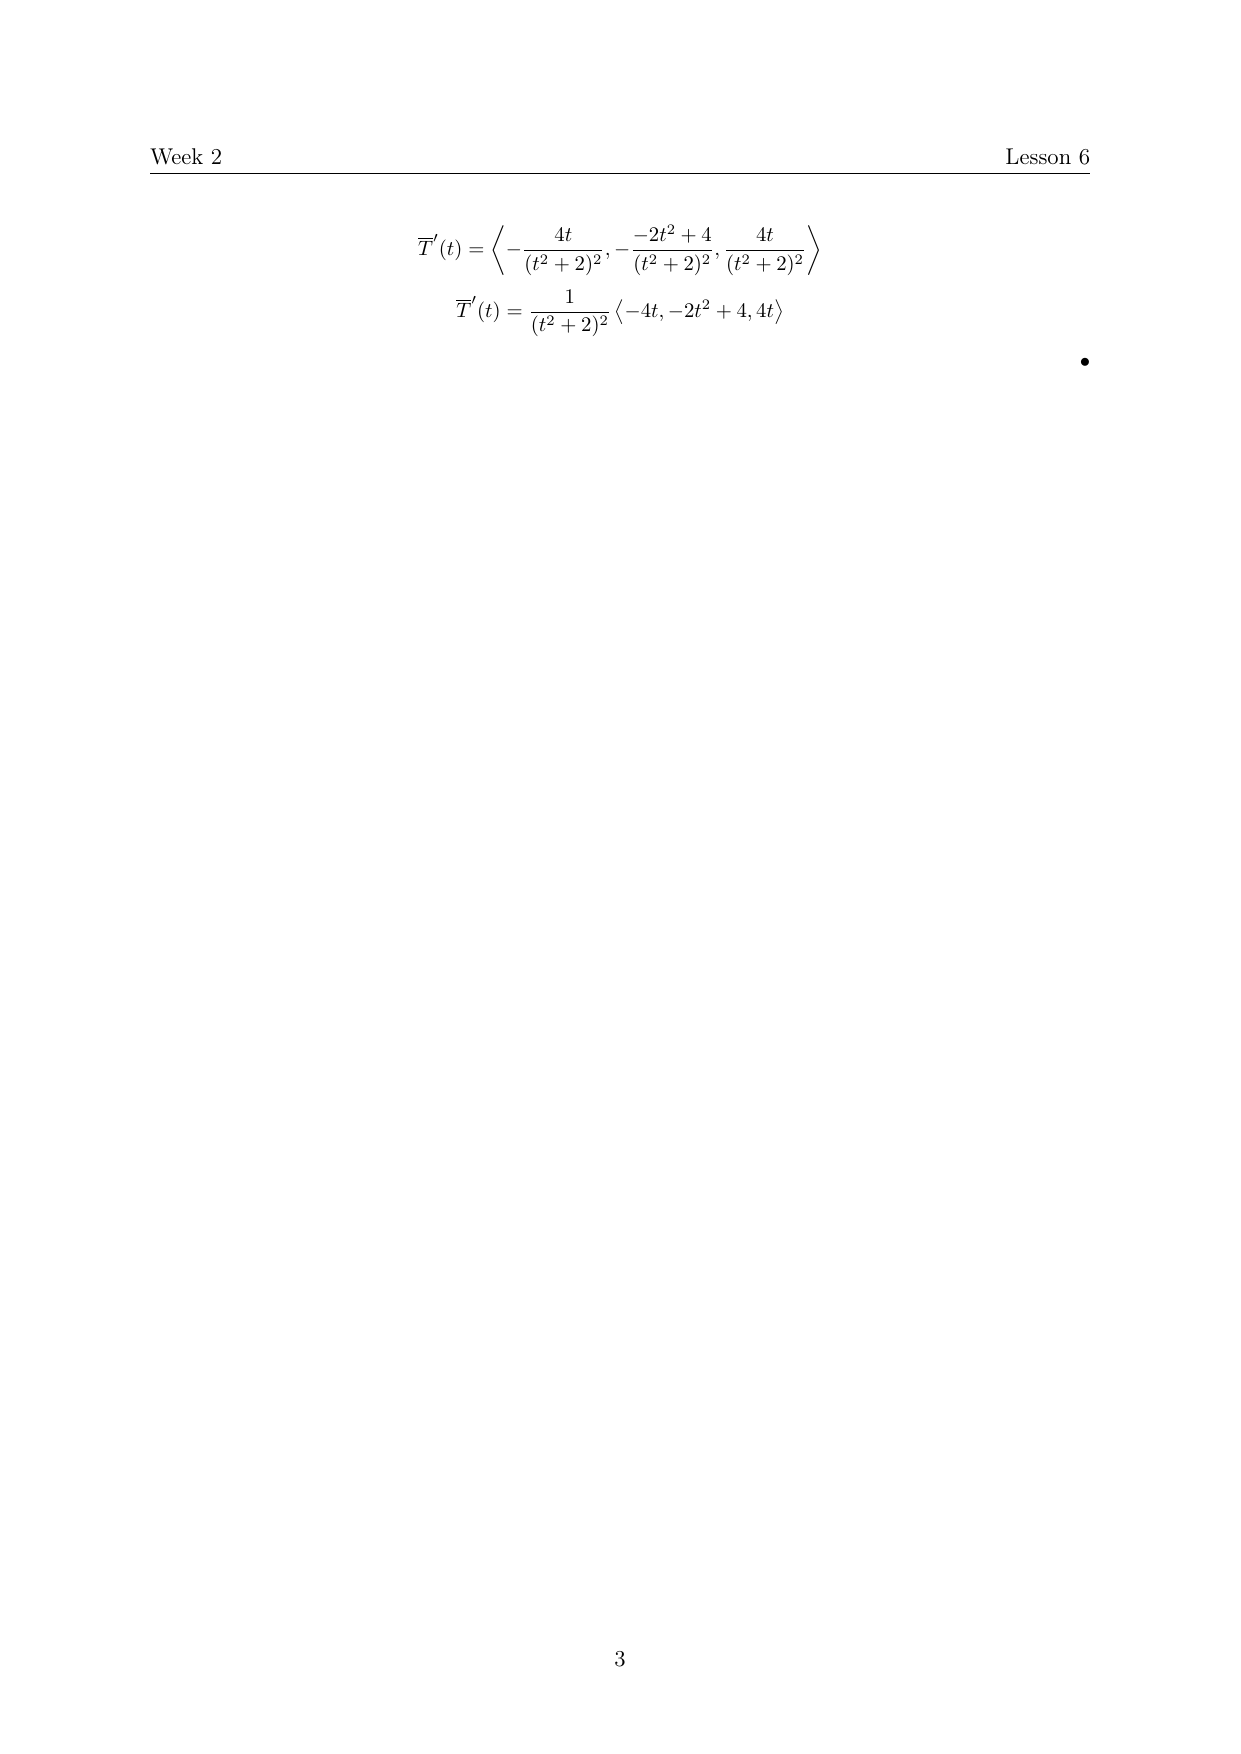 Week 2 Lesson 6
$\overline{T}'(t) = \left\langle -\frac{4t}{(t^2+2)^2}, -\frac{-2t^2+4}{(t^2+2)^2}, \frac{4t}{(t^2+2)^2} \right\rangle$
$\overline{T}'(t) = \frac{1}{(t^2+2)^2} \left\langle -4t, -2t^2+4, 4t \right\rangle$
•
3